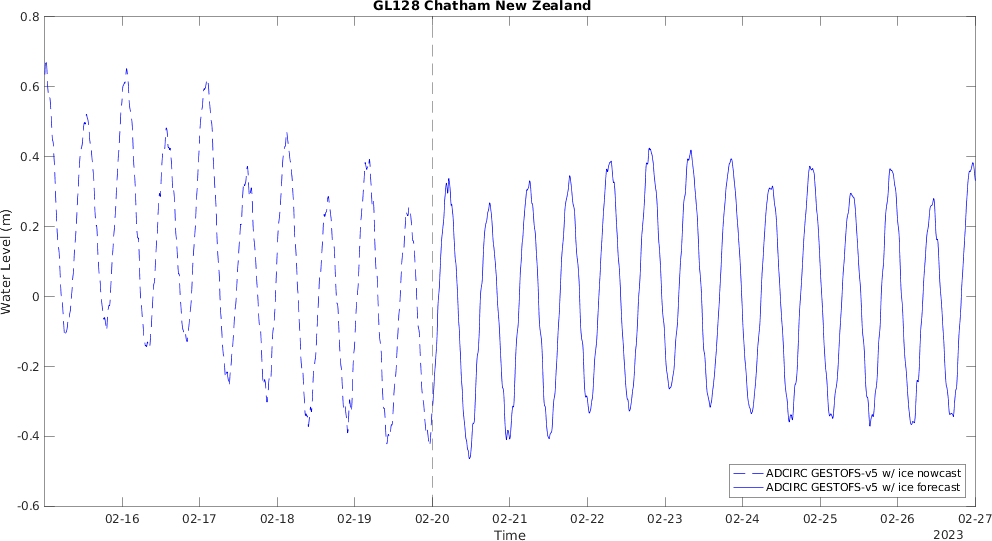 GL128 Chatham New Zealand
0.8
0.6
0.4
0.2
0
-0.2
-0.4
-0.6
Water Level (m)
ADCIRC GESTOFS-v5 w/ ice nowcast
ADCIRC GESTOFS-v5 w/ ice forecast
02-16 02-17 02-18 02-19 02-20 02-21 02-22 02-23 02-24 02-25 02-26 02-27
Time
2023